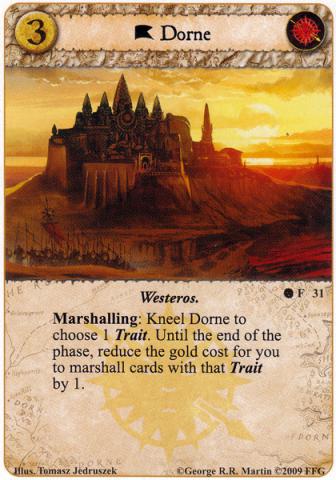 3
Dorne
Westeros.
F 31
Marshalling: Kneel Dorne to
choose 1 Trait. Until the end of the
phase, reduce the gold cost for you
to marshall cards with that Trait
by 1.
Illus. Tomasz Jedruszek
©George R.R. Martin ©2009 FFG